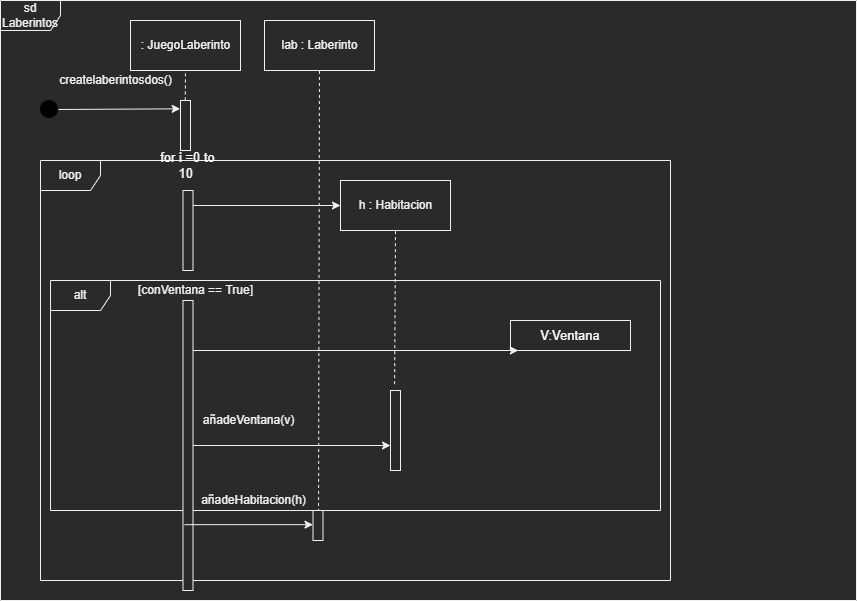 sd
Laberintos
: JuegoLaberinto
lab : Laberinto
createlaberintosdos()
for i =0 to
10
loop
h : Habitacion
alt
[conVentana == True]
V:Ventana
añadeVentana(v)
añadeHabitacion(h)